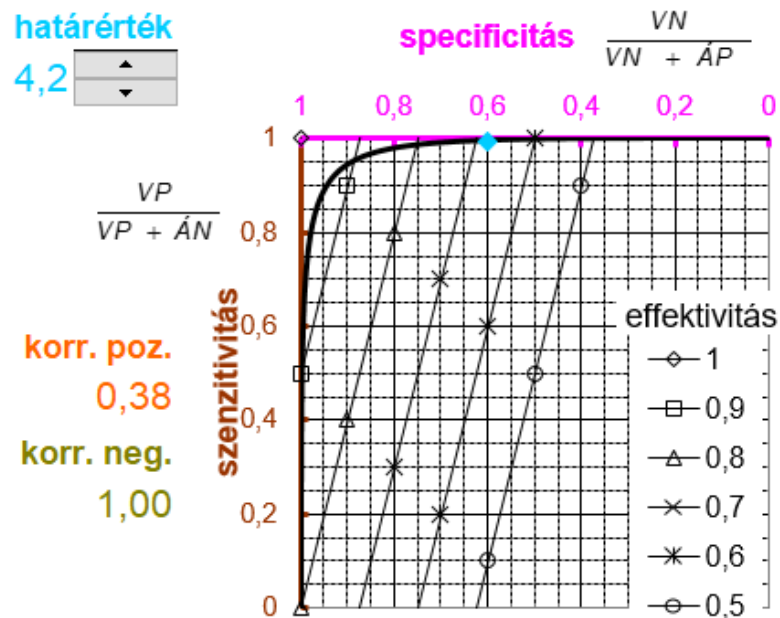 határérték
4,2
specificitás
VN
VN + ÁP
1 0,8 0,6 0,4 0,2 0
VP
VP + ÁN
szenzitivitás
1
0,8
0,6
0,4
0,2
0
korr. poz.
0,38
korr. neg.
1,00
effektivitás
1
0,9
0,8
0,7
0,6
0,5